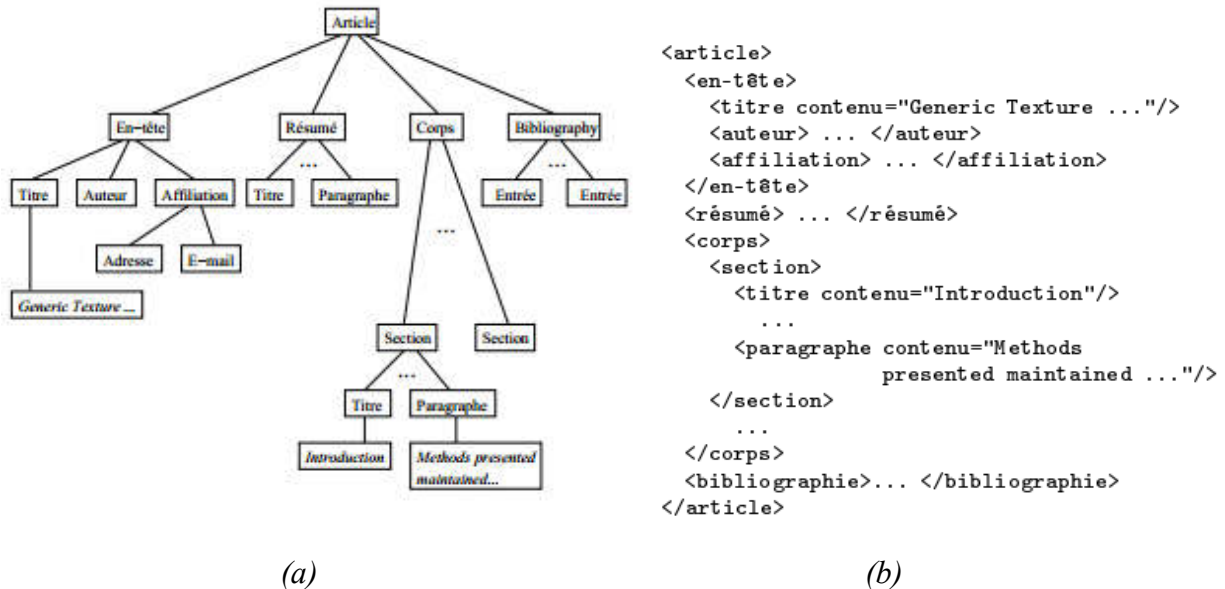 Article
En-tête
Résumé
Corps
Bibliography
...
...
Titre
Auteur
Affiliation
Titre
Paragraphe
Entrée
Entrée
...
Adresse
E-mail
Generic Texture ...
Section
Section
...
Titre
Paragraphe
Introduction
Methods presented
maintained...
(a)
<article>
<en-tête>
<titre contenu="Generic Texture ..."/>
<auteur> ... </auteur>
<affiliation> ... </affiliation>
</en-tête>
<résumé> ... </résumé>
<corps>
<section>
<titre contenu="Introduction"/>
...
<paragraphe contenu="Methods
presented maintained ..."/>
</section>
...
</corps>
<bibliographie>... </bibliographie>
</article>
(b)